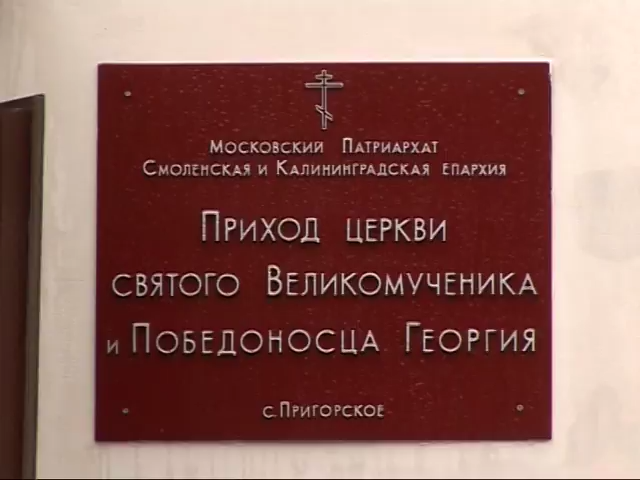 Московский Патриархат
Смоленская и Калининградская епархия
Приход церкви
святого Великомученика
и Победоносца Георгия
с.Пригорское